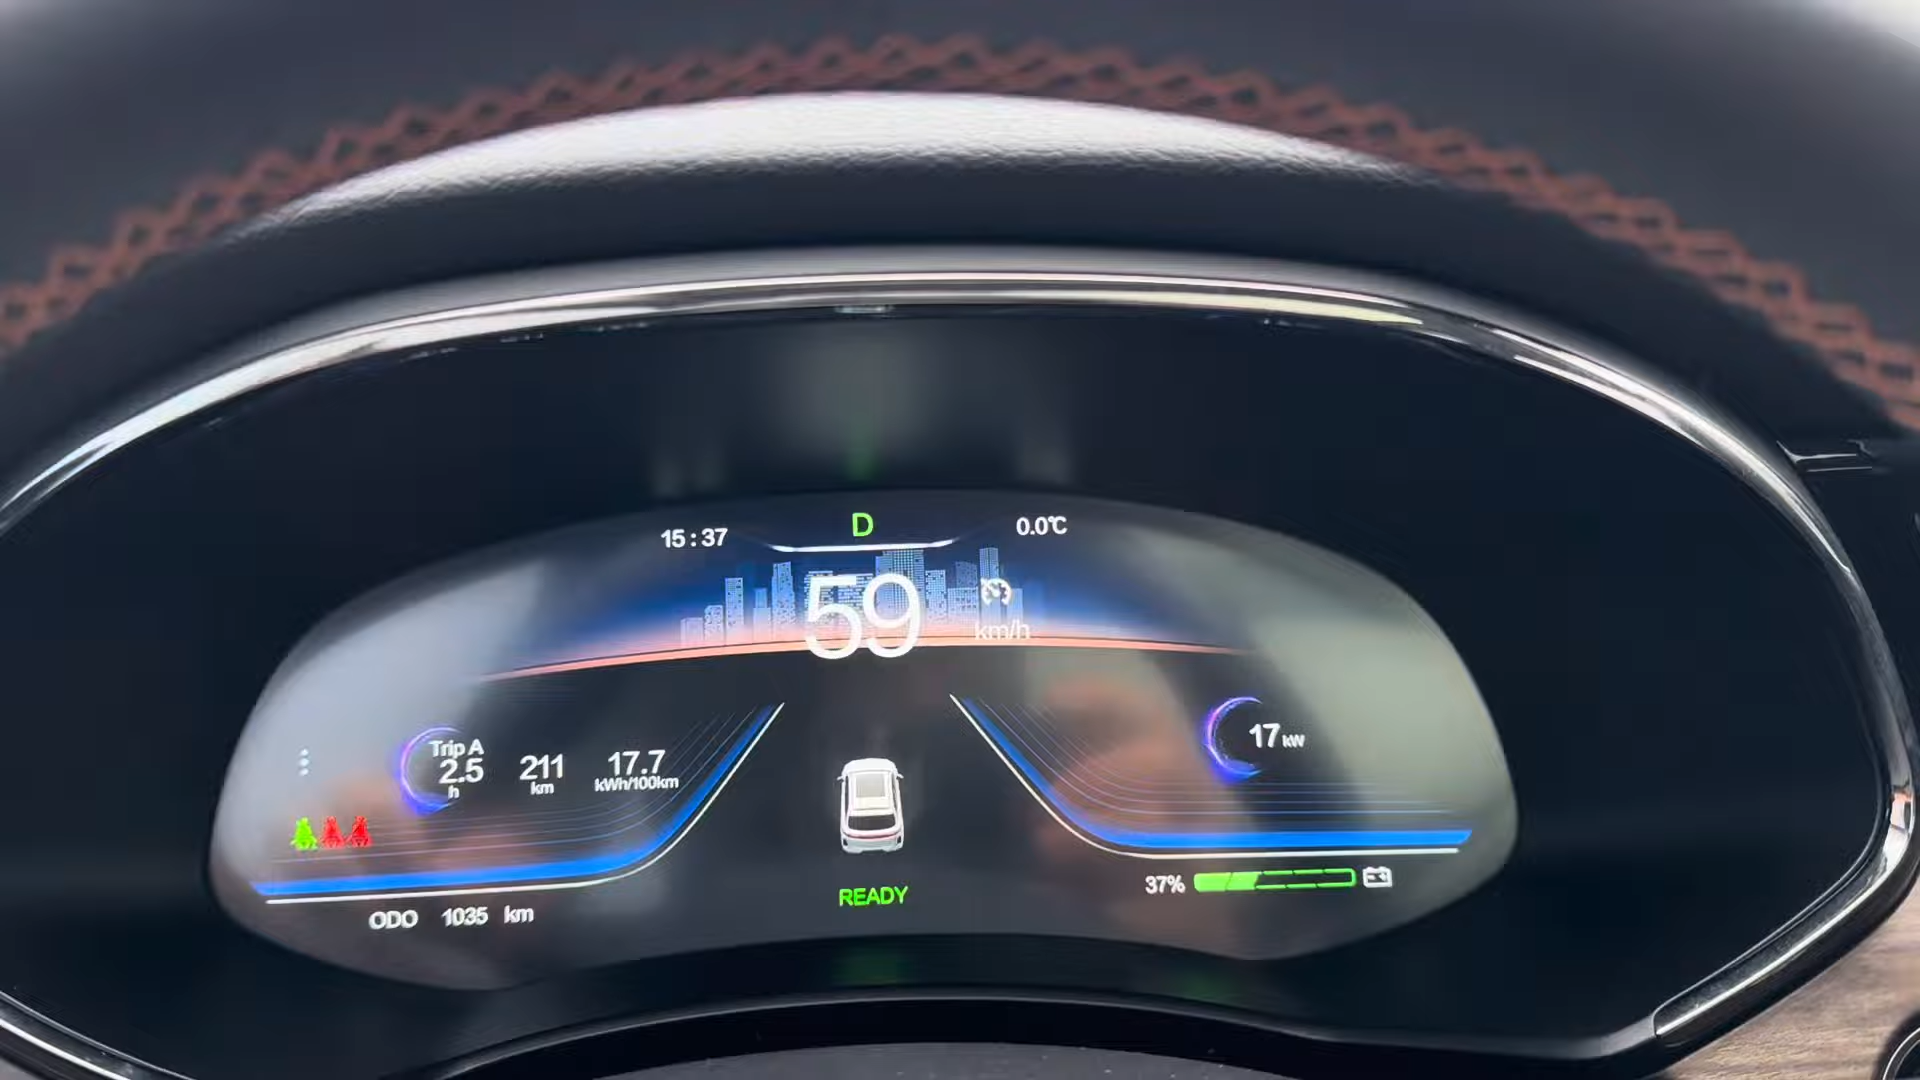 15:37 D 0.0℃
59
km/h
Trip A
2.5 211 17.7 17 kW
h km kWh/100km
37%
READY
ODO 1035 km